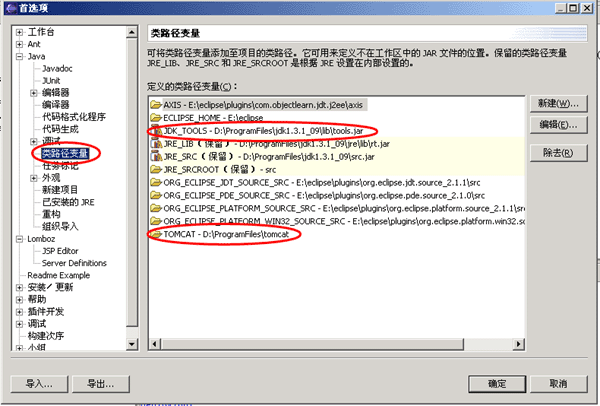 首选项
工作台
Ant
Java
Javadoc
JUnit
编辑器
编译器
代码格式化程序
代码生成
调试
类路径变量
任务标记
外观
新建项目
已安装的 JRE
重构
组织导入
Lomboz
JSP Editor
Server Definitions
Readme Example
安装/更新
帮助
插件开发
调试
构建次序
小组
类路径变量
可将类路径变量添加至项目的类路径。它可用来定义不在工作区中的 JAR 文件的位置。保留的类路径变量
JRE_LIB、JRE_SRC 和 JRE_SRCROOT 是根据 JRE 设置在内部设置的。
定义的类路径变量(C):
AXIS - E:\eclipse\plugins\com.objectlearn.jdt.j2ee\axis
ECLIPSE_HOME - E:\eclipse
JDK_TOOLS - D:\ProgramFiles\jdk1.3.1_09\lib\tools.jar
JRE_LIB（保留）- D:\ProgramFiles\jdk1.3.1_09\jre\lib\rt.jar
JRE_SRC（保留）- D:\ProgramFiles\jdk1.3.1_09\src.jar
JRE_SRCROOT（保留）- src
ORG_ECLIPSE_JDT_SOURCE_SRC - E:\eclipse\plugins\org.eclipse.jdt.source_2.1.1\src
ORG_ECLIPSE_PDE_SOURCE_SRC - E:\eclipse\plugins\org.eclipse.pde.source_2.1.0\src
ORG_ECLIPSE_PLATFORM_SOURCE_SRC - E:\eclipse\plugins\org.eclipse.platform.source_2.1.1
ORG_ECLIPSE_PLATFORM_WIN32_SOURCE_SRC - E:\eclipse\plugins\org.eclipse.platform.win32.so
TOMCAT - D:\ProgramFiles\tomcat
新建(W)...
编辑(E)...
除去(R)
导入...
导出...
确定
取消